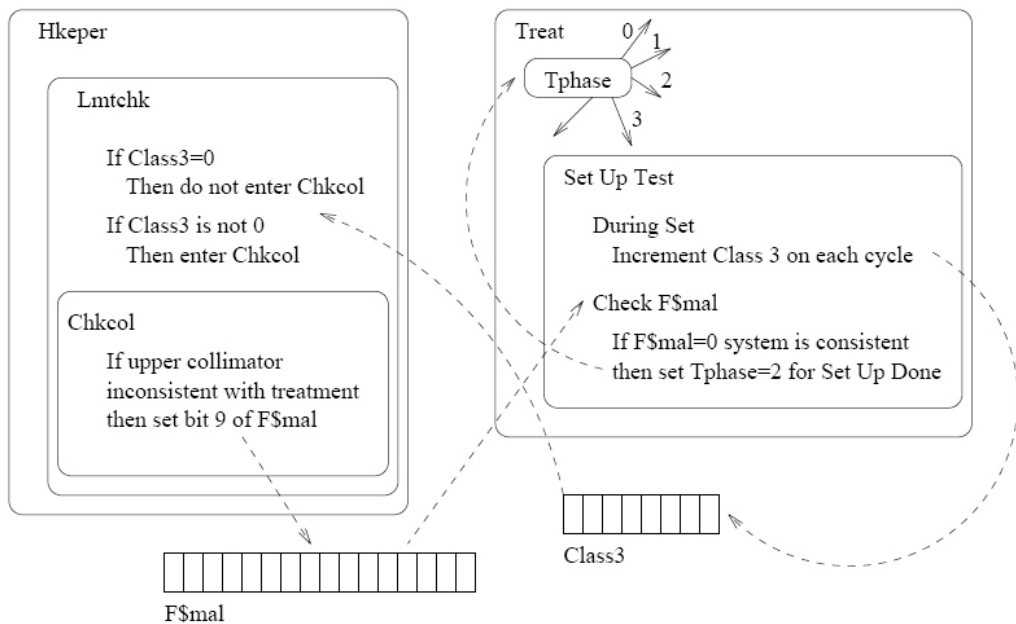 Hkeper
Lmtchk
If Class3=0
Then do not enter Chkcol
If Class3 is not 0
Then enter Chkcol
Chkcol
If upper collimator
inconsistent with treatment
then set bit 9 of F$mal
F$mal
Treat
0
1
Tphase
2
3
Set Up Test
During Set
Increment Class 3 on each cycle
Check F$mal
If F$mal=0 system is consistent
then set Tphase=2 for Set Up Done
Class3